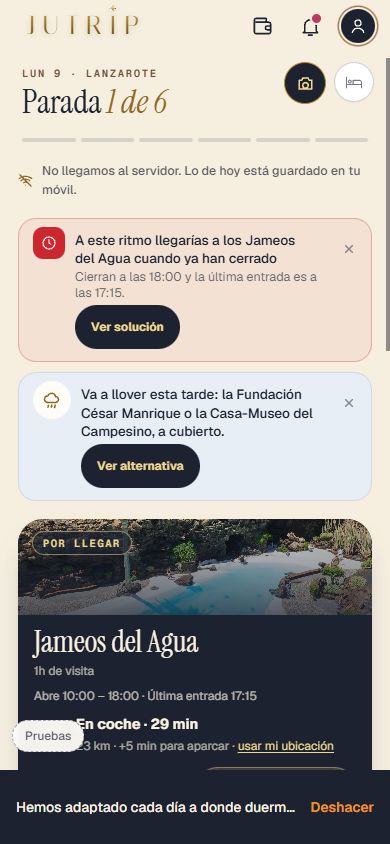 JUTRIP
LUN 9 · LANZAROTE
Parada 1 de 6
No llegamos al servidor. Lo de hoy está guardado en tu
móvil.
A este ritmo llegarías a los Jameos
del Agua cuando ya han cerrado
Cierran a las 18:00 y la última entrada es a
las 17:15.
Ver solución
Va a llover esta tarde: la Fundación
César Manrique o la Casa-Museo del
Campesino, a cubierto.
Ver alternativa
POR LLEGAR
Jameos del Agua
1h de visita
Abre 10:00 – 18:00 · Última entrada 17:15
En coche · 29 min
Pruebas
23 km · +5 min para aparcar · usar mi ubicación
Hemos adaptado cada día a donde duerm... Deshacer